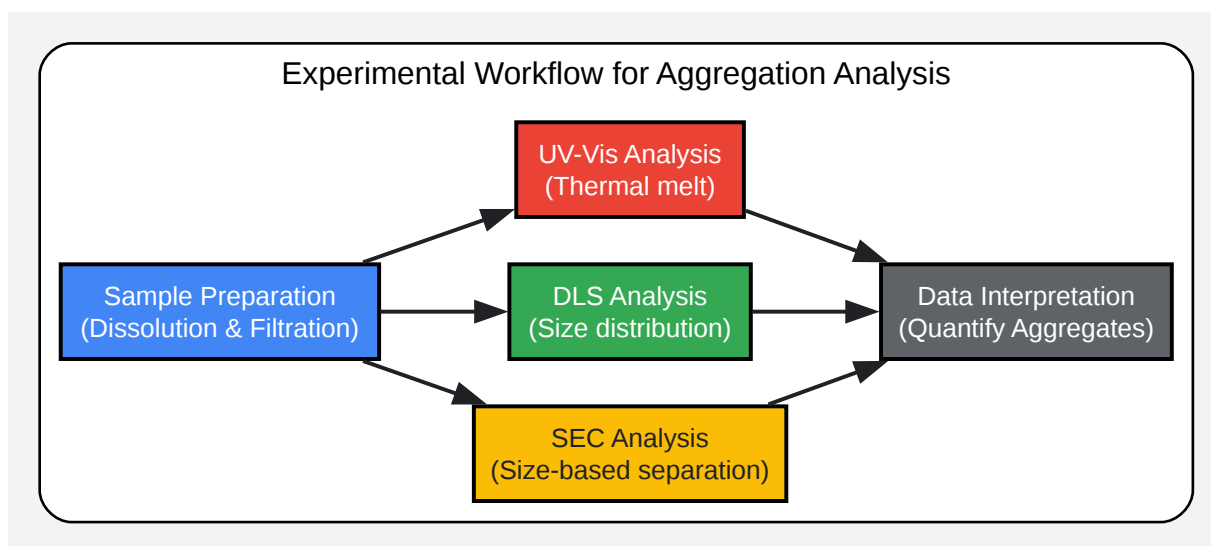 Experimental Workflow for Aggregation Analysis
UV-Vis Analysis
(Thermal melt)
Sample Preparation
(Dissolution & Filtration)
DLS Analysis
(Size distribution)
Data Interpretation
(Quantify Aggregates)
SEC Analysis
(Size-based separation)